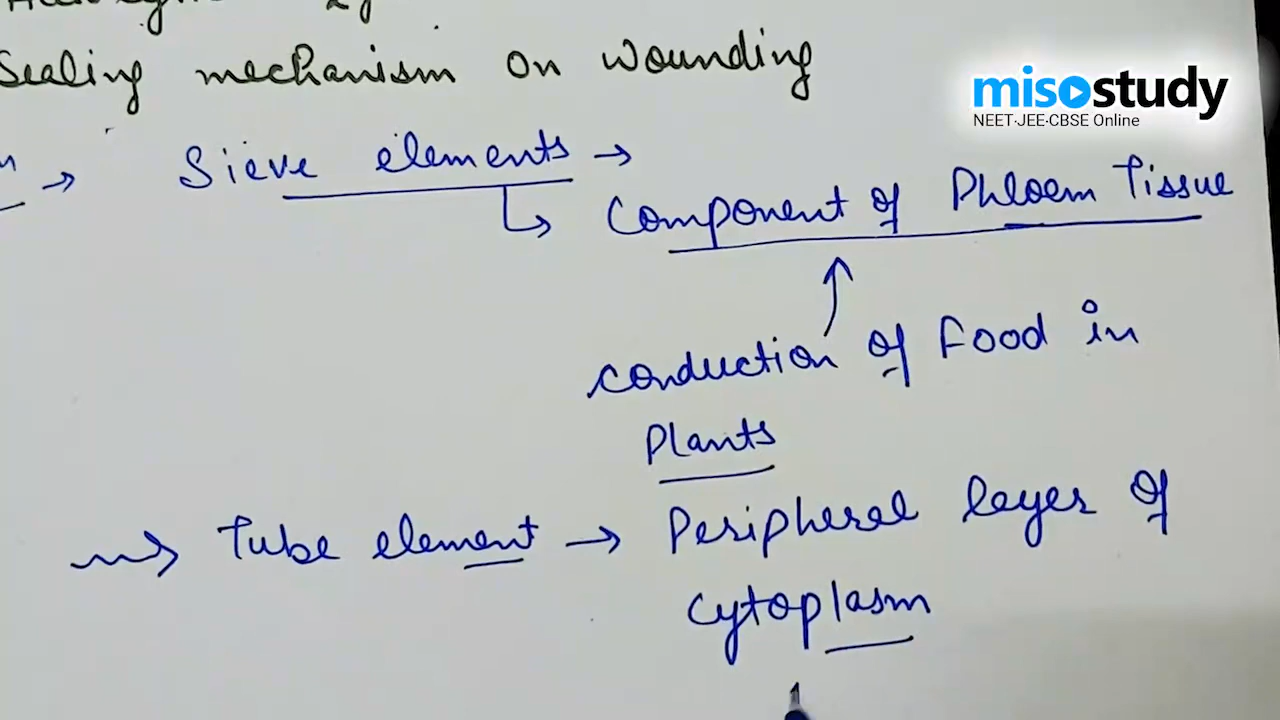 Sealing mechanism on wounding
misostudy
NEET·JEE·CBSE Online
→ Sieve elements →
↳ Component of Phloem Tissue
conduction of Food in
Plants
Tube element → Peripheral layer of
cytoplasm